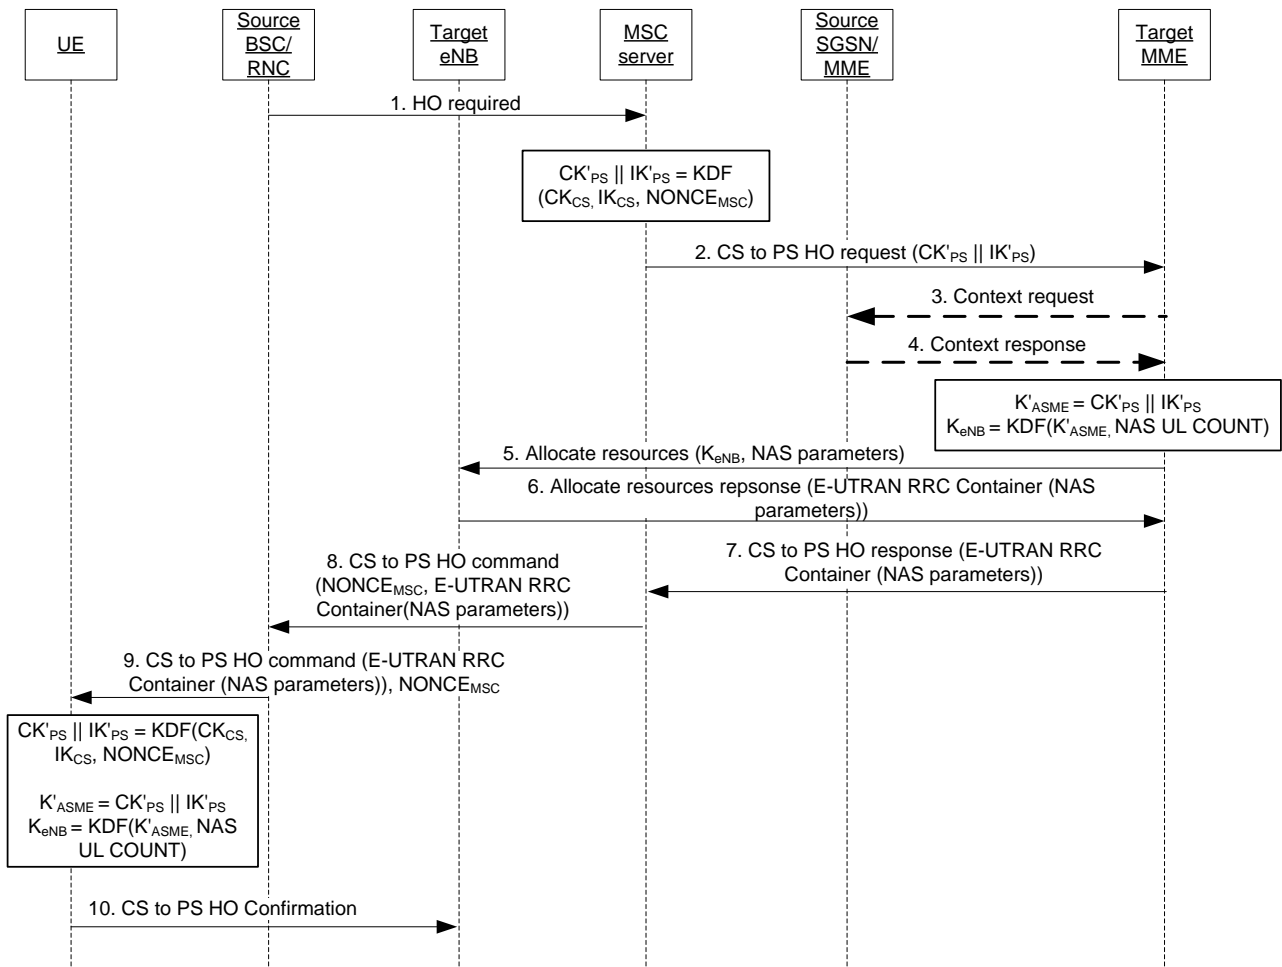 UE
Source
BSC/
RNC
Target
eNB
MSC
server
Source
SGSN/
MME
Target
MME
1. HO required
CK'PS || IK'PS = KDF
(CKCS, IKCS, NONCEMSC)
2. CS to PS HO request (CK'PS || IK'PS)
3. Context request
4. Context response
K'ASME = CK'PS || IK'PS
KeNB = KDF(K'ASME, NAS UL COUNT)
5. Allocate resources (KeNB, NAS parameters)
6. Allocate resources repsonse (E-UTRAN RRC Container (NAS
parameters))
7. CS to PS HO response (E-UTRAN RRC
Container (NAS parameters))
8. CS to PS HO command
(NONCEMSC, E-UTRAN RRC
Container(NAS parameters))
9. CS to PS HO command (E-UTRAN RRC
Container (NAS parameters)), NONCEMSC
CK'PS || IK'PS = KDF(CKCS,
IKCS, NONCEMSC)
K'ASME = CK'PS || IK'PS
KeNB = KDF(K'ASME, NAS
UL COUNT)
10. CS to PS HO Confirmation